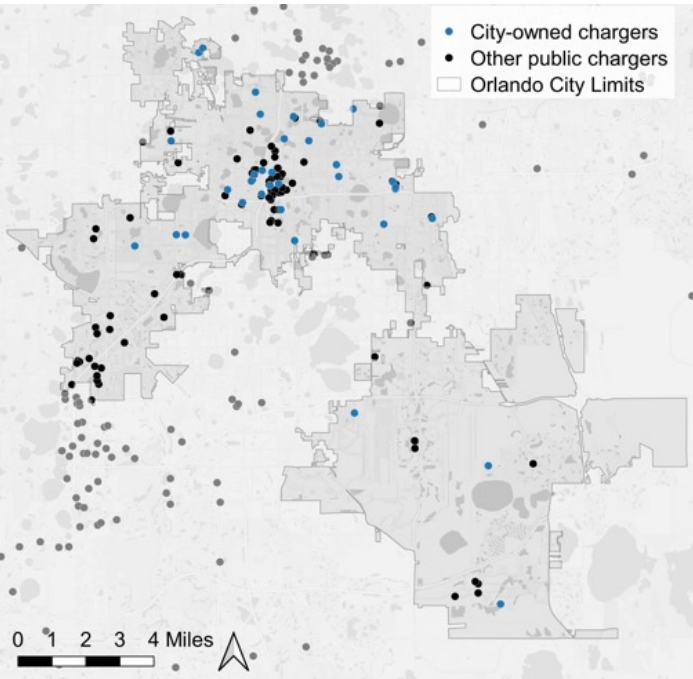 City-owned chargers
Other public chargers
Orlando City Limits
0 1 2 3 4 Miles